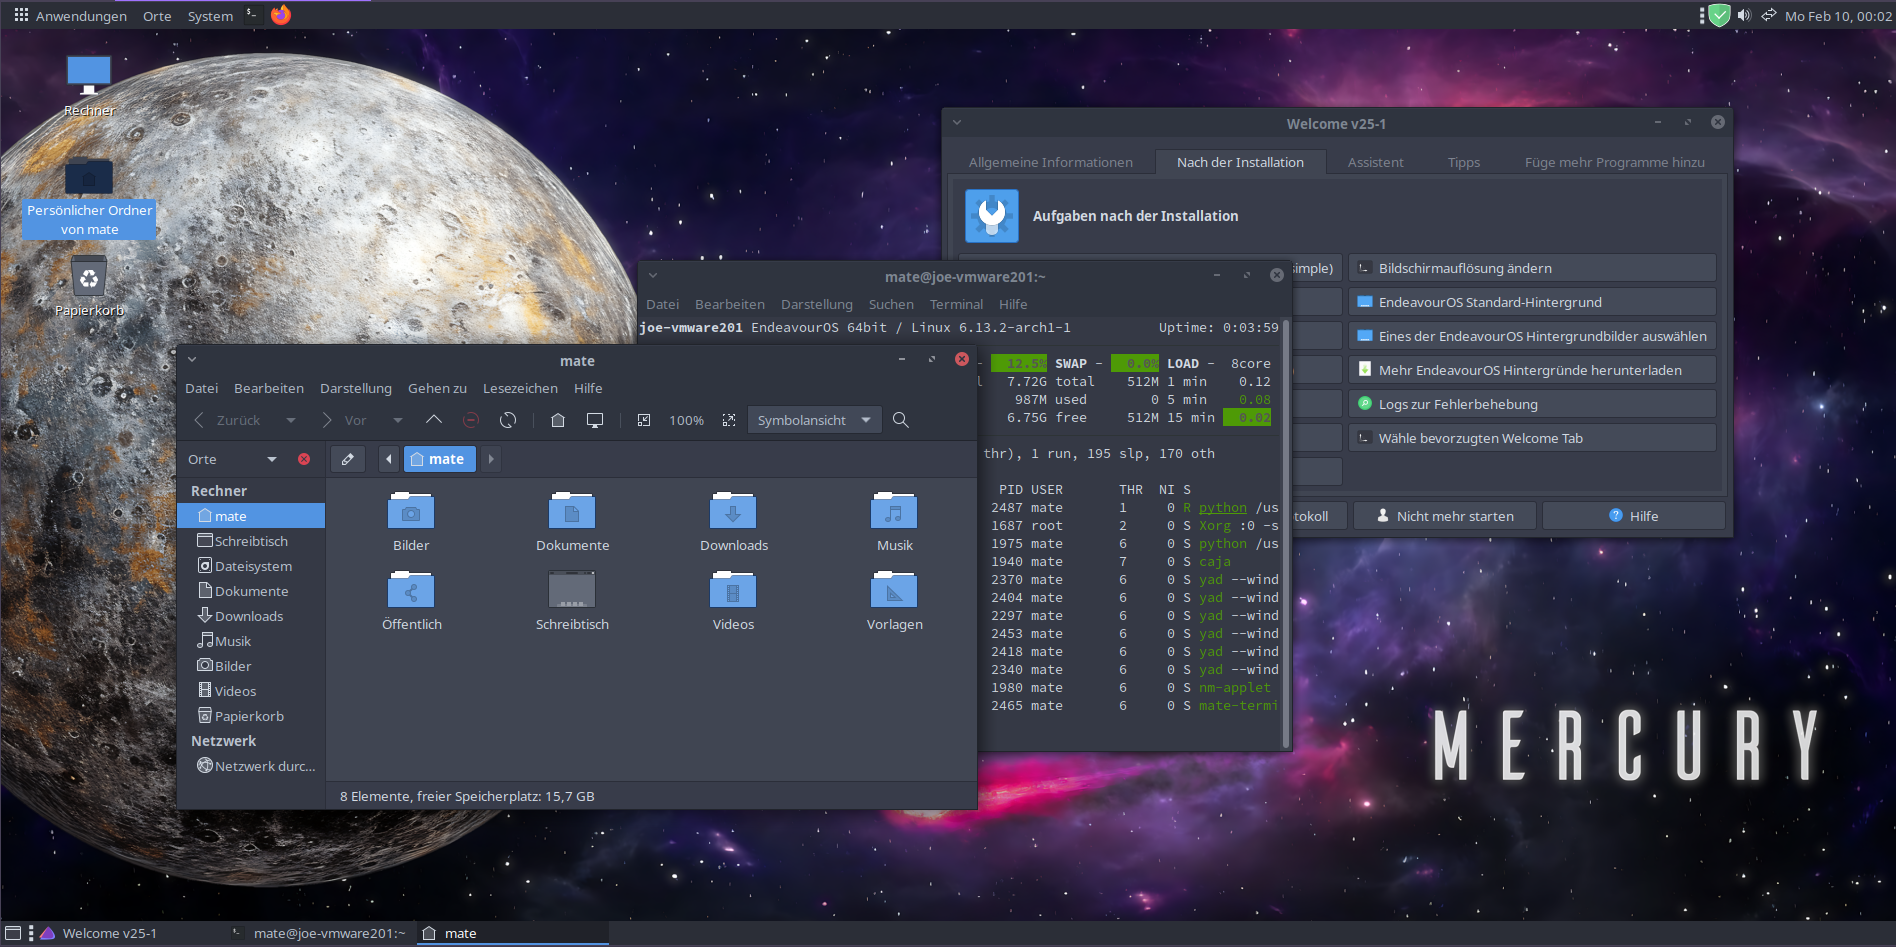 Anwendungen Orte System Mo Feb 10, 00:02
Rechner
Persönlicher Ordner
von mate
Papierkorb
Welcome v25-1
Allgemeine Informationen Nach der Installation Assistent Tipps Füge mehr Programme hinzu
Aufgaben nach der Installation
simple) Bildschirmauflösung ändern
EndeavourOS Standard-Hintergrund
Eines der EndeavourOS Hintergrundbilder auswählen
) Mehr EndeavourOS Hintergründe herunterladen
Logs zur Fehlerbehebung
Wähle bevorzugten Welcome Tab
tokoll Nicht mehr starten Hilfe
mate@joe-vmware201:~
Datei Bearbeiten Darstellung Suchen Terminal Hilfe
joe-vmware201 EndeavourOS 64bit / Linux 6.13.2-arch1-1 Uptime: 0:03:59
- 12.5% SWAP - 0.0% LOAD - 8core
l 7.72G total 512M 1 min 0.12
987M used 0 5 min 0.08
6.75G free 512M 15 min 0.02
thr), 1 run, 195 slp, 170 oth
PID USER THR NI S
2487 mate 1 0 R python /us
1687 root 2 0 S Xorg :0 -s
1975 mate 6 0 S python /us
1940 mate 7 0 S caja
2370 mate 6 0 S yad --wind
2404 mate 6 0 S yad --wind
2297 mate 6 0 S yad --wind
2453 mate 6 0 S yad --wind
2418 mate 6 0 S yad --wind
2340 mate 6 0 S yad --wind
1980 mate 6 0 S nm-applet
2465 mate 6 0 S mate-termi
mate
Datei Bearbeiten Darstellung Gehen zu Lesezeichen Hilfe
Zurück Vor 100% Symbolansicht
Orte mate
Rechner
mate
Schreibtisch
Dateisystem
Dokumente
Downloads
Musik
Bilder
Videos
Papierkorb
Netzwerk
Netzwerk durc...
Bilder Dokumente Downloads Musik
Öffentlich Schreibtisch Videos Vorlagen
8 Elemente, freier Speicherplatz: 15,7 GB
MERCURY
Welcome v25-1 mate@joe-vmware201:~ mate